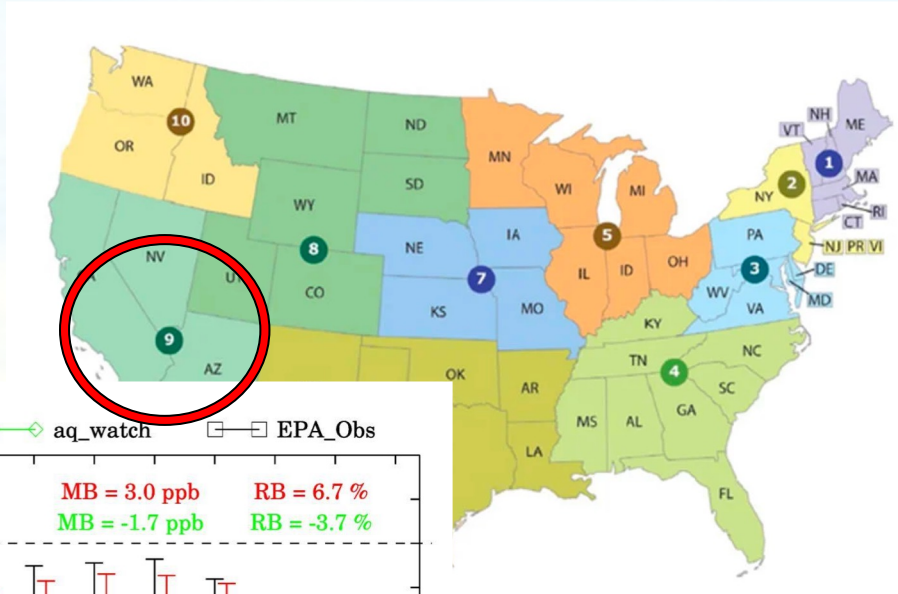 WA
MT
ND
MN
OR
ID
10
SD
WY
WI
MI
NH
VT
ME
1
MA
RI
CT
NY
2
NJ PR VI
PA
3
DE
MD
WV
VA
OH
5
IL
ID
IA
NE
7
8
NV
UT
CO
KS
MO
KY
9
AZ
OK
AR
TN
NC
4
SC
MS
AL
GA
LA
FL
aq_watch EPA_Obs
MB = 3.0 ppb RB = 6.7 %
MB = -1.7 ppb RB = -3.7 %